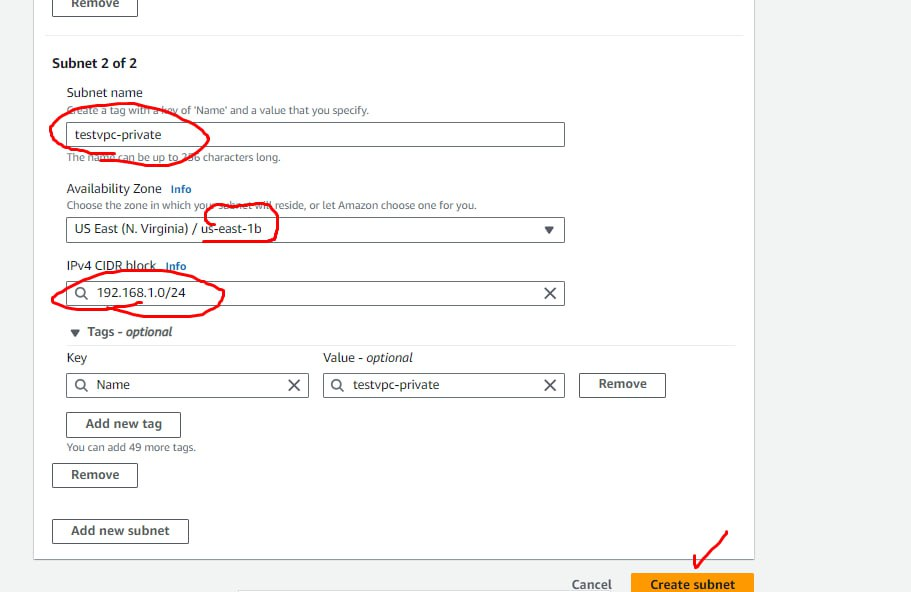 Remove
Subnet 2 of 2
Subnet name
Create a tag with a key of 'Name' and a value that you specify.
testvpc-private
The name can be up to 256 characters long.
Availability Zone Info
Choose the zone in which your subnet will reside, or let Amazon choose one for you.
US East (N. Virginia) / us-east-1b
IPv4 CIDR block Info
192.168.1.0/24
Tags - optional
Key Value - optional
Name testvpc-private Remove
Add new tag
You can add 49 more tags.
Remove
Add new subnet
Cancel Create subnet